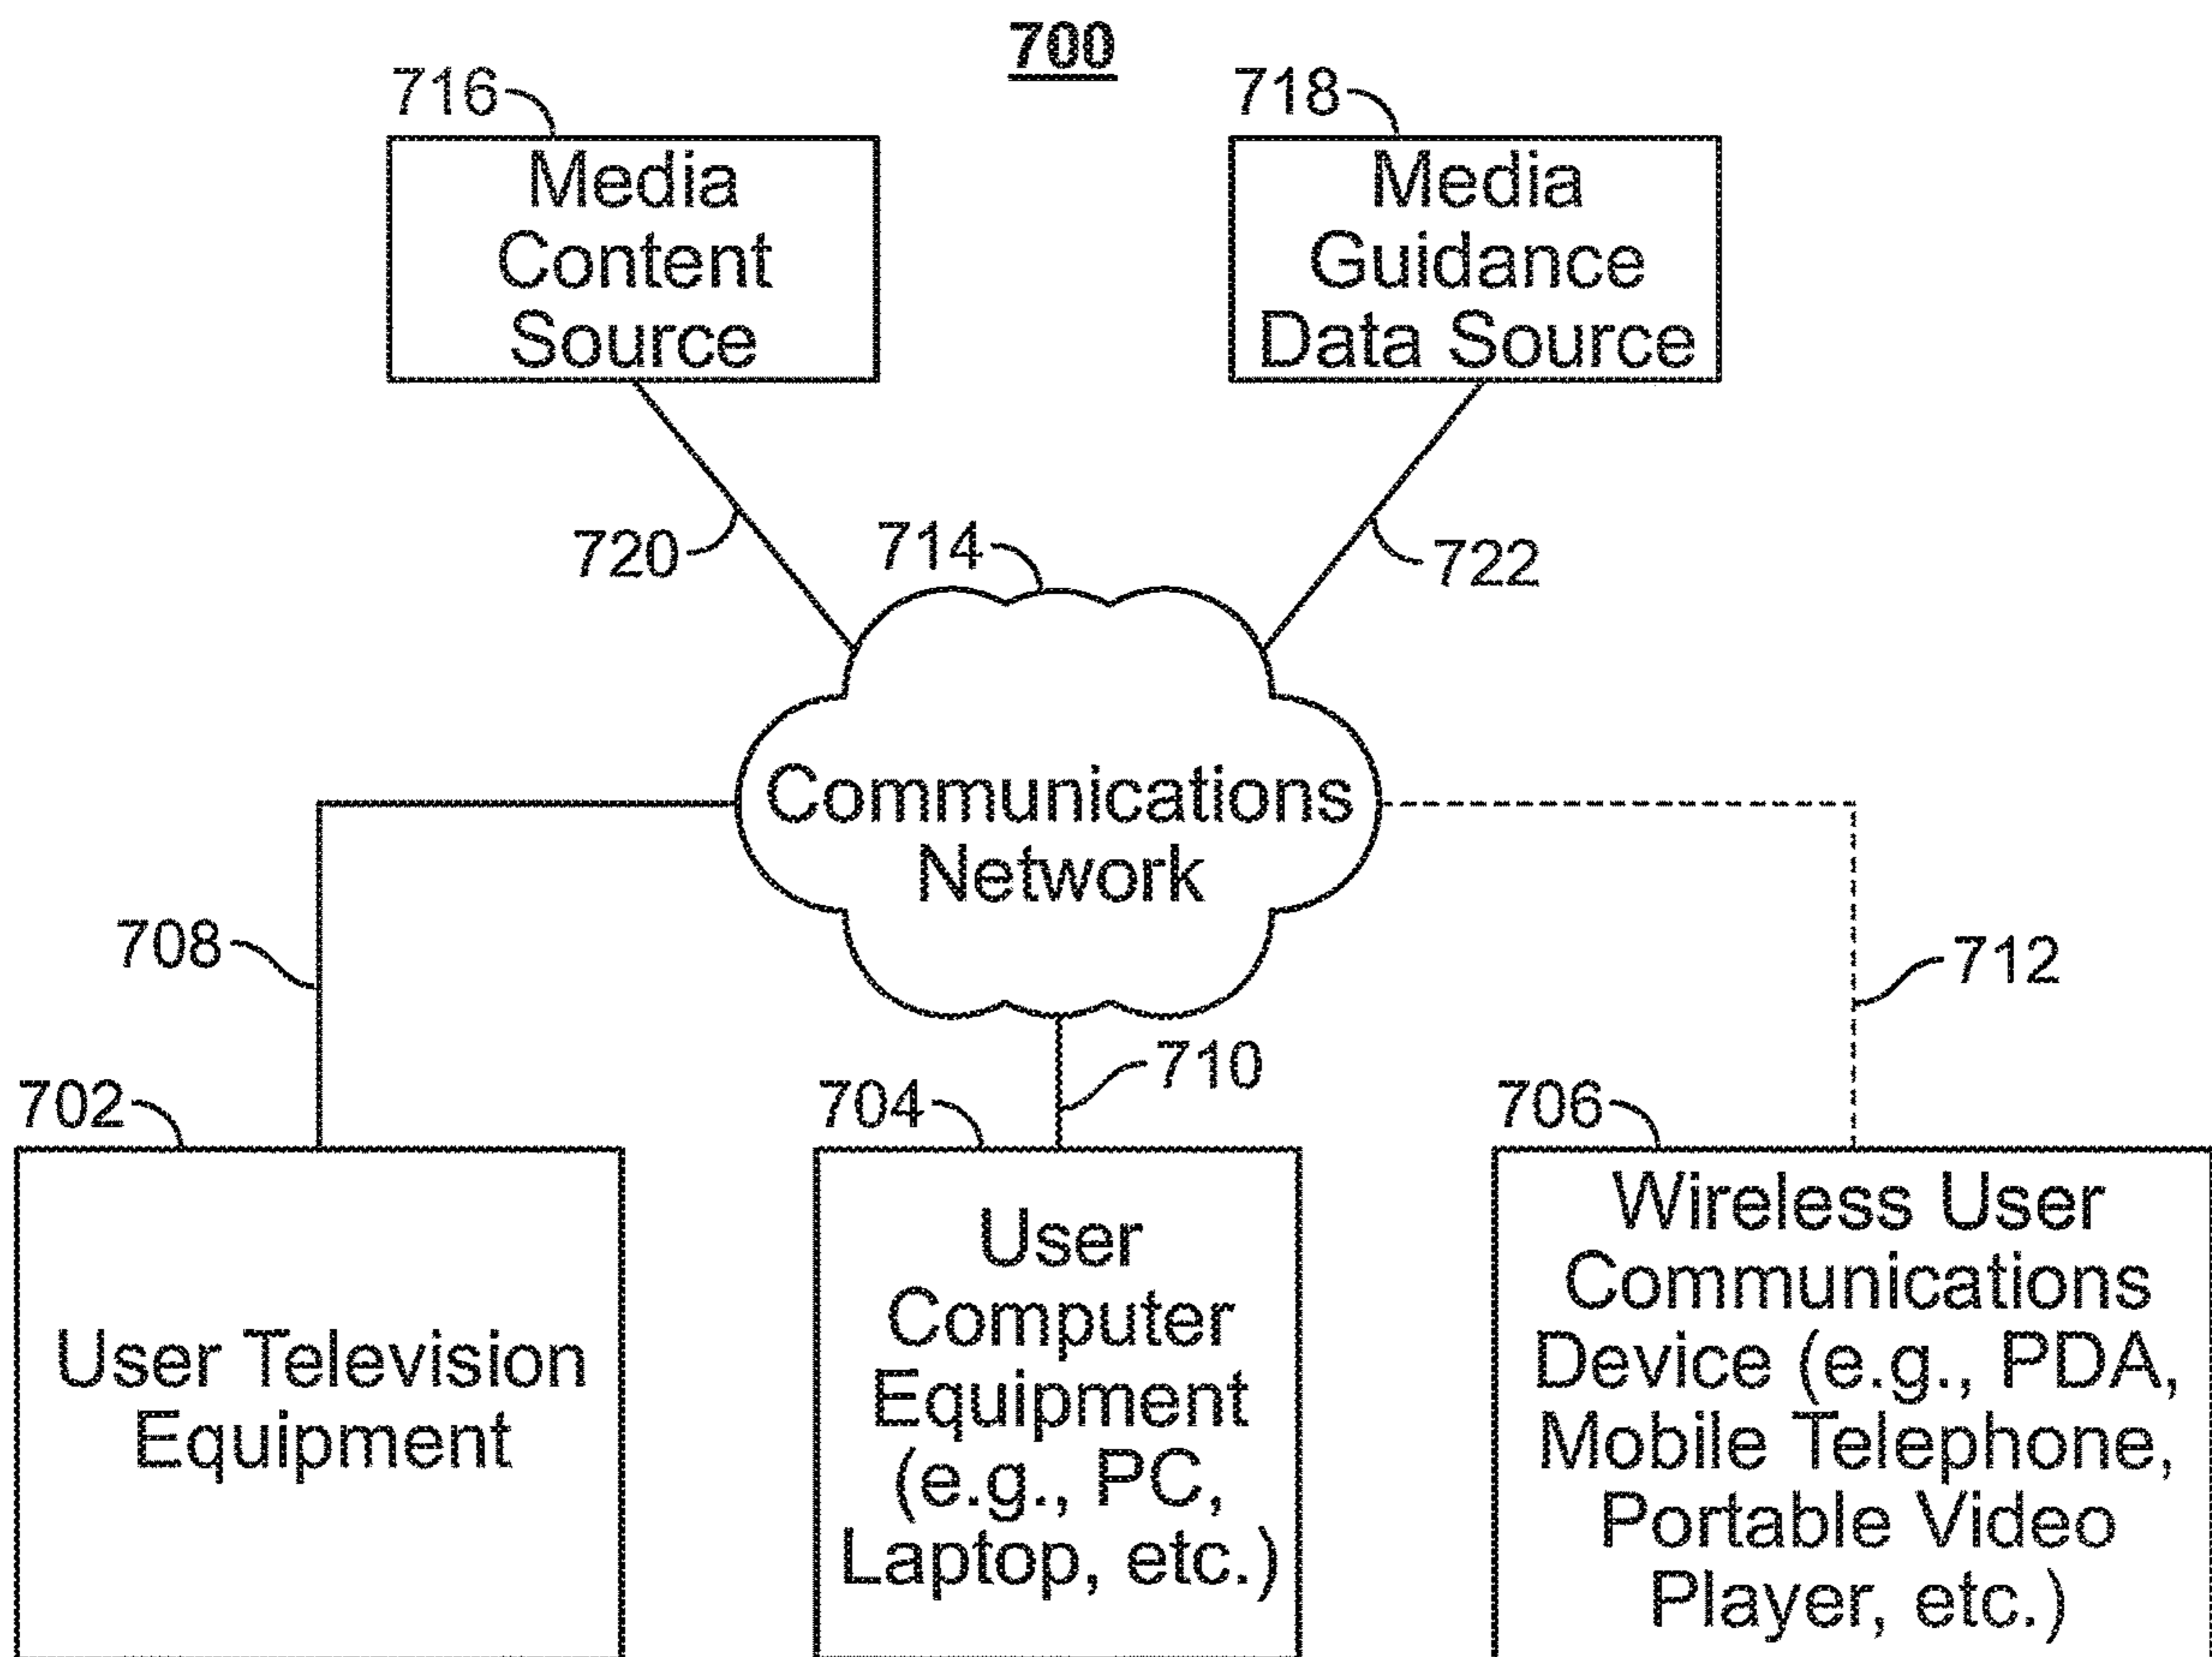 700
716
718
Media
Content
Source
Media
Guidance
Data Source
720
714
722
Communications
Network
708
712
710
702
704
706
User Television
Equipment
User
Computer
Equipment
(e.g., PC,
Laptop, etc.)
Wireless User
Communications
Device (e.g., PDA,
Mobile Telephone,
Portable Video
Player, etc.)